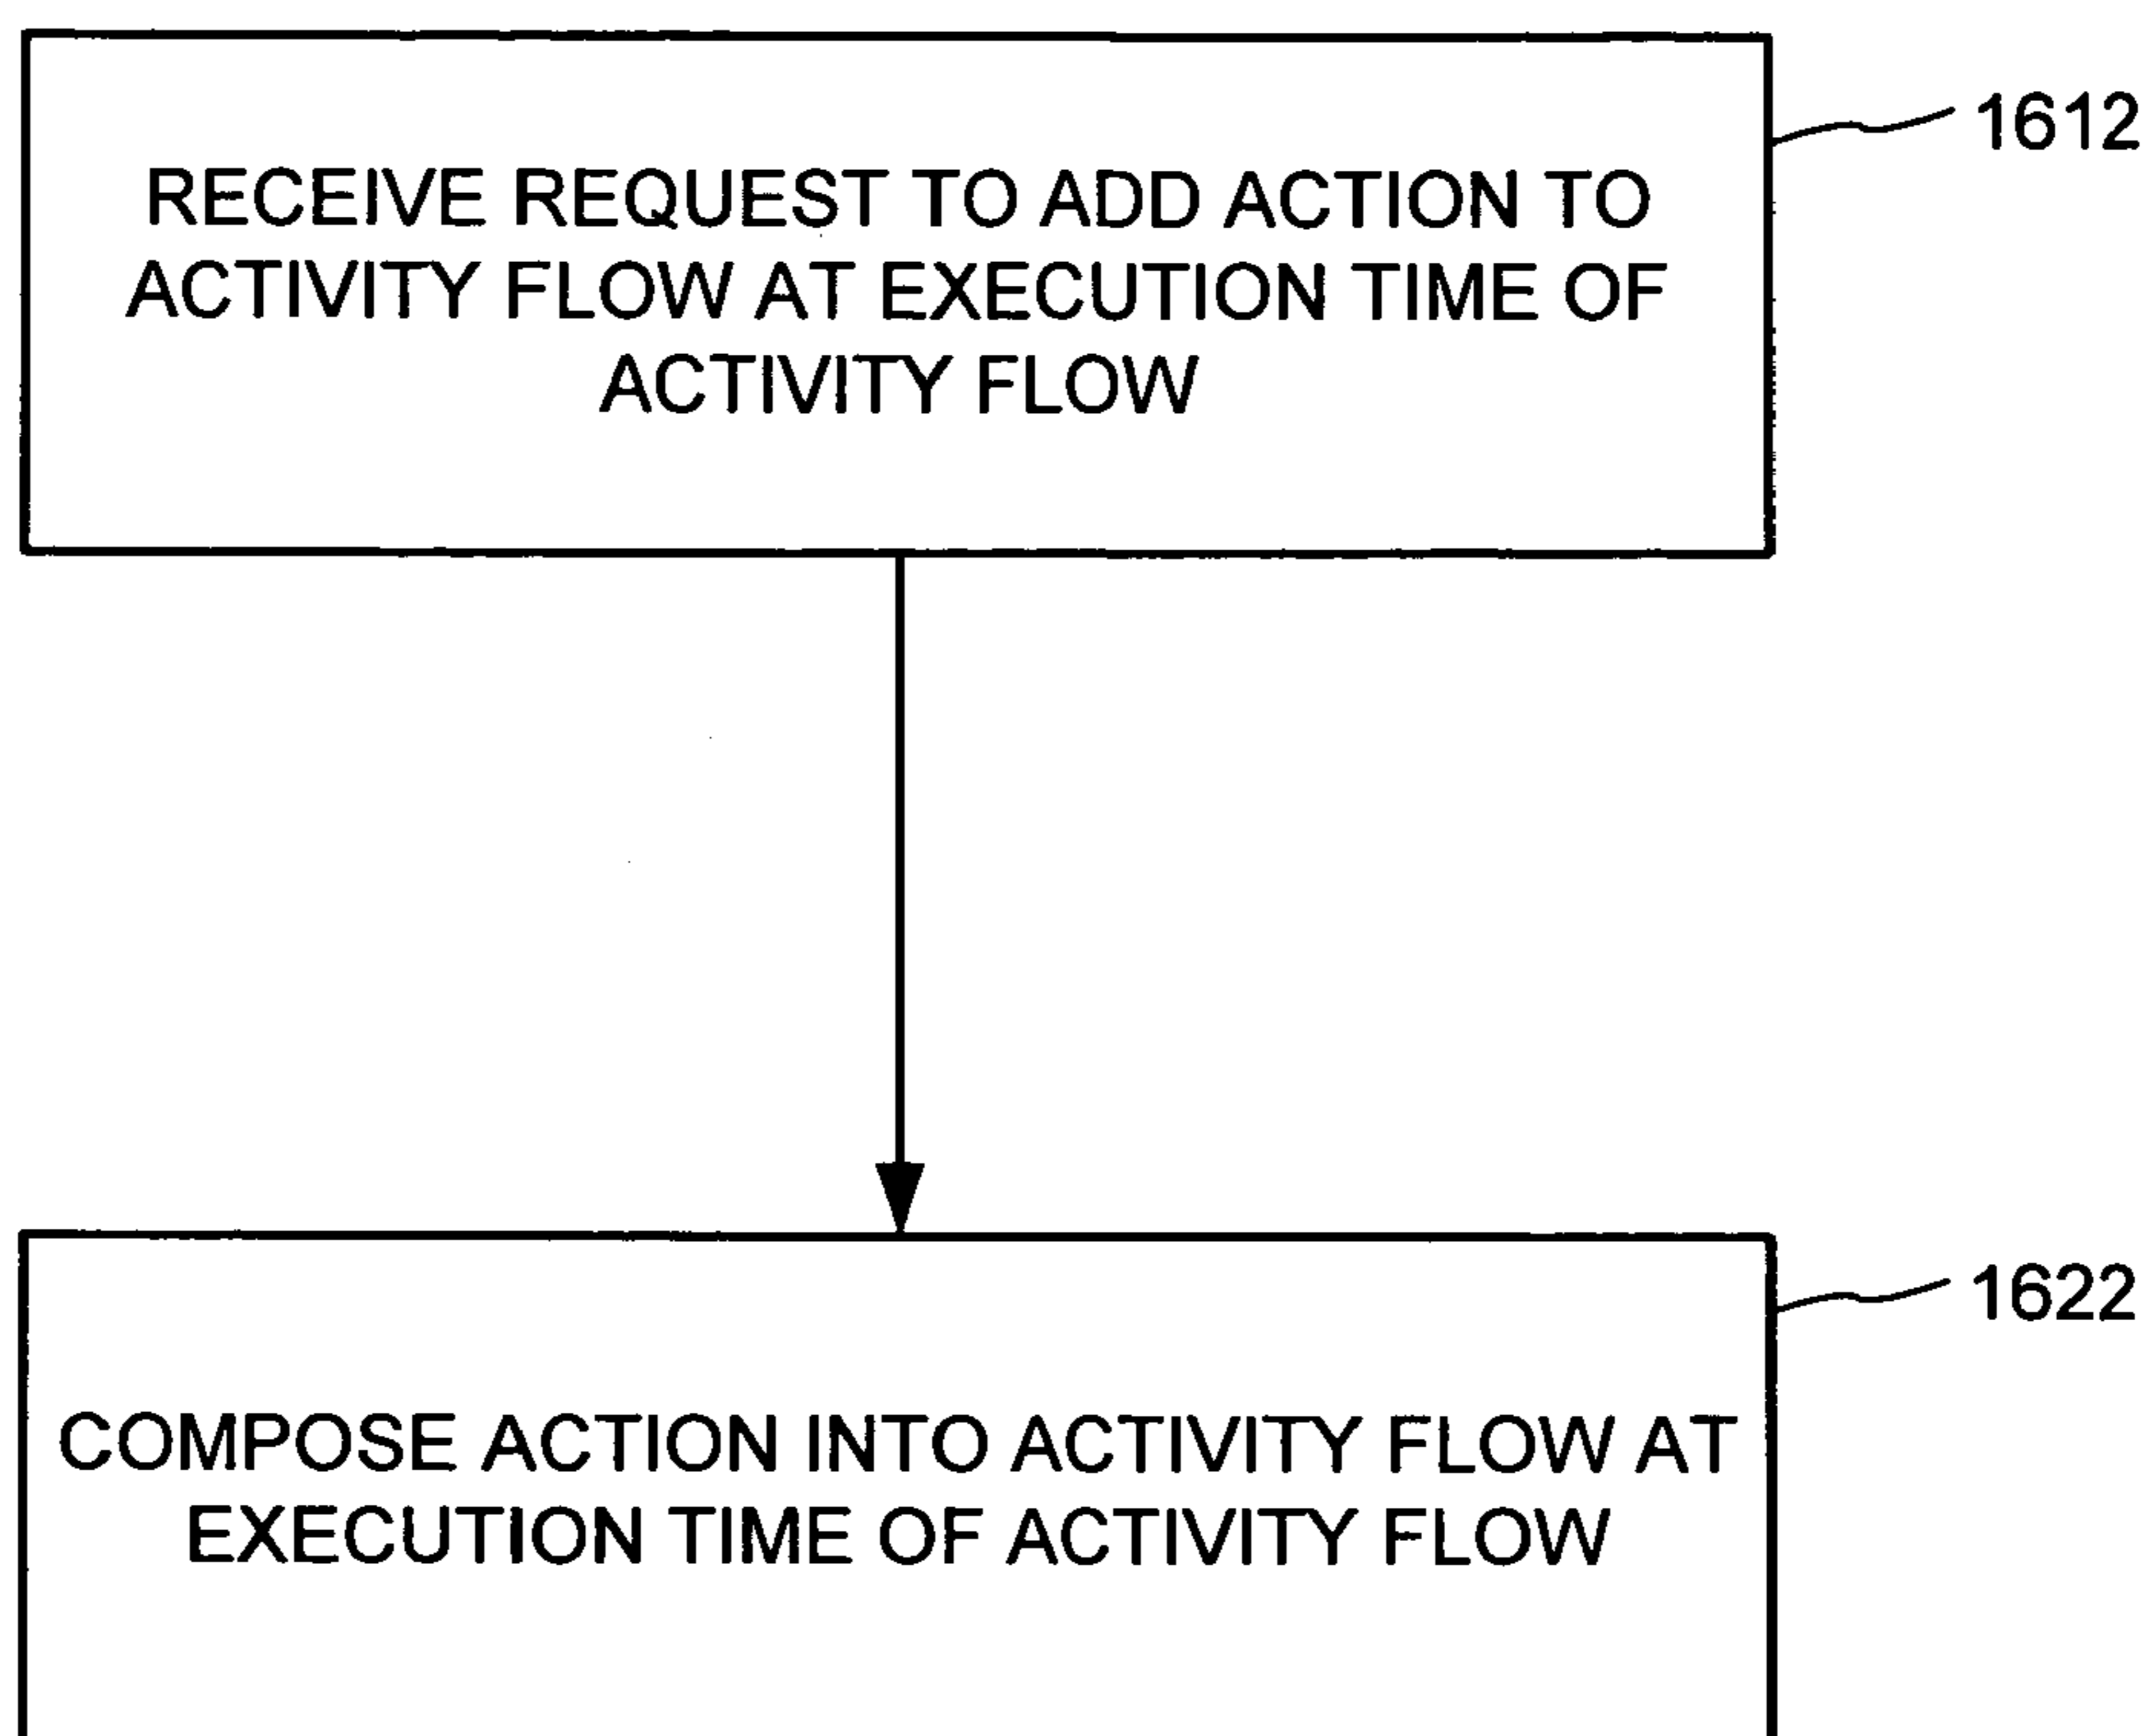 1612
RECEIVE REQUEST TO ADD ACTION TO
ACTIVITY FLOW AT EXECUTION TIME OF
ACTIVITY FLOW
1622
COMPOSE ACTION INTO ACTIVITY FLOW AT
EXECUTION TIME OF ACTIVITY FLOW